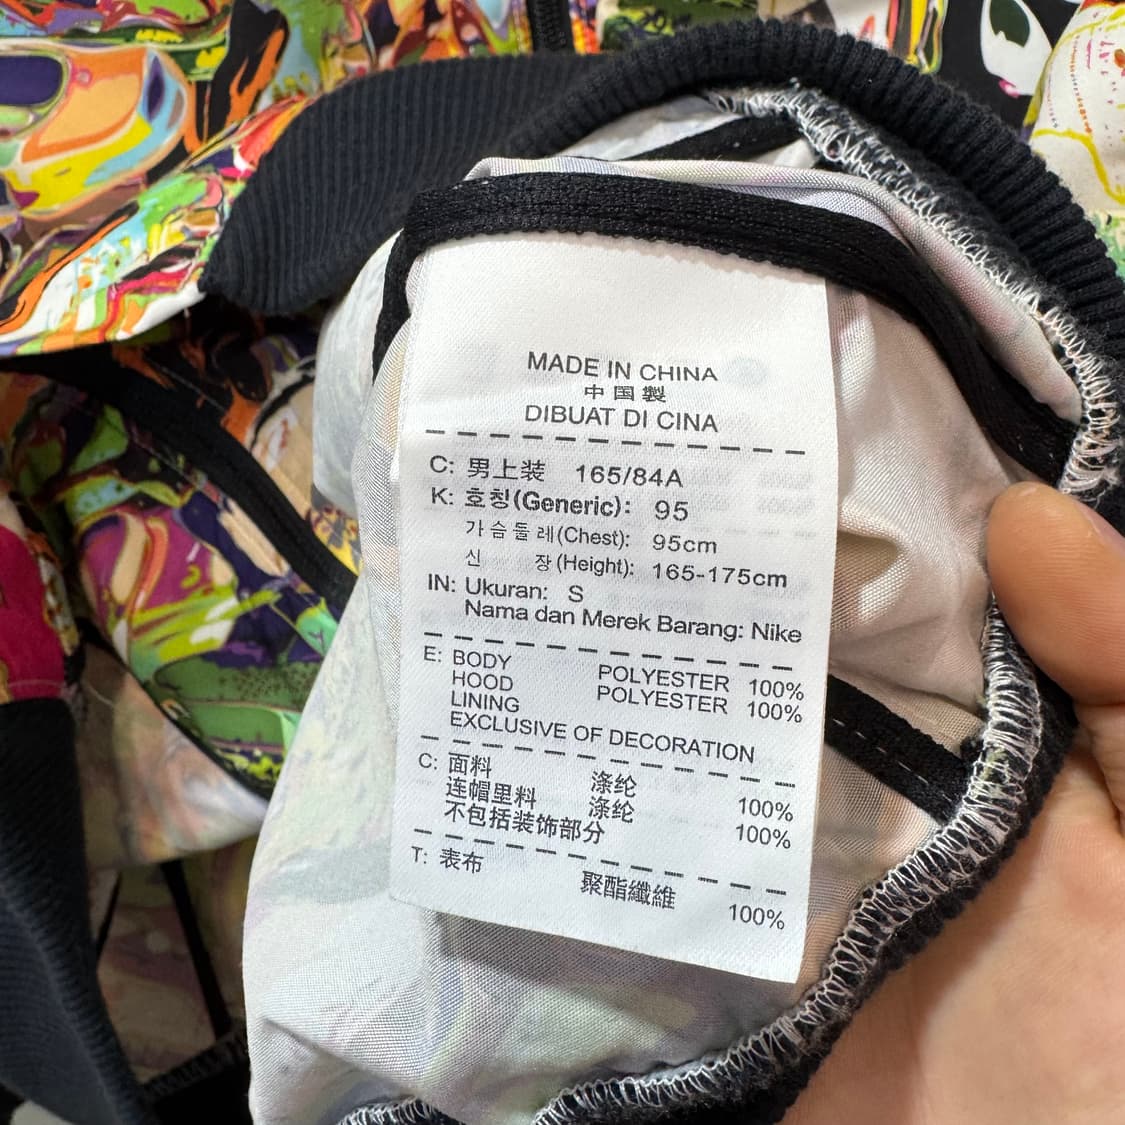 MADE IN CHINA
中国製
DIBUAT DI CINA
C: 男上装 165/84A
K: 호칭(Generic): 95
가슴둘레(Chest): 95cm
신 장(Height): 165-175cm
IN: Ukuran: S
Nama dan Merek Barang: Nike
E: BODY POLYESTER 100%
HOOD POLYESTER 100%
LINING
EXCLUSIVE OF DECORATION
C: 面料 涤纶 100%
连帽里料 涤纶 100%
不包括装饰部分
T: 表布 聚酯纖維 100%